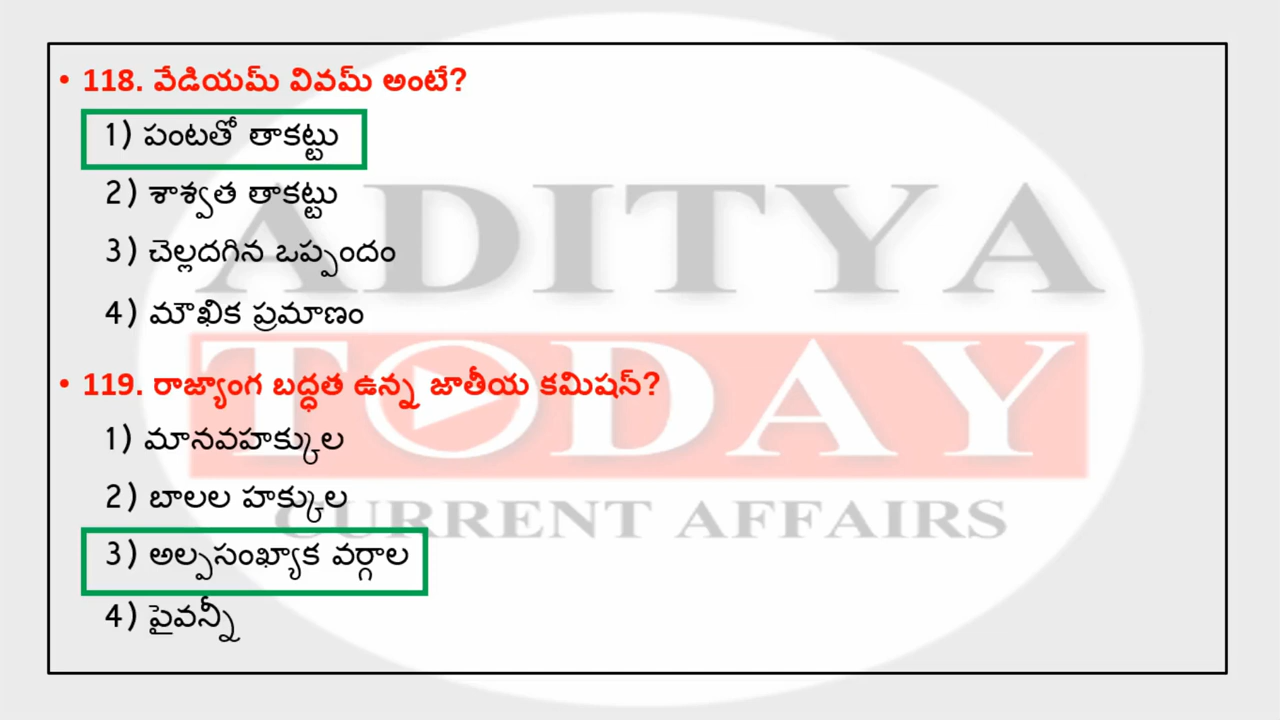 • 118. వేడియమ్ వివమ్ అంటే?
1) పంటతో తాకట్టు
2) శాశ్వత తాకట్టు
3) చెల్లదగిన ఒప్పందం
4) మౌఖిక ప్రమాణం
• 119. రాజ్యాంగ బద్ధత ఉన్న జాతీయ కమిషన్?
1) మానవహక్కుల
2) బాలల హక్కుల
3) అల్పసంఖ్యాక వర్గాల
4) పైవన్నీ
ADITYA
TODAY
CURRENT AFFAIRS